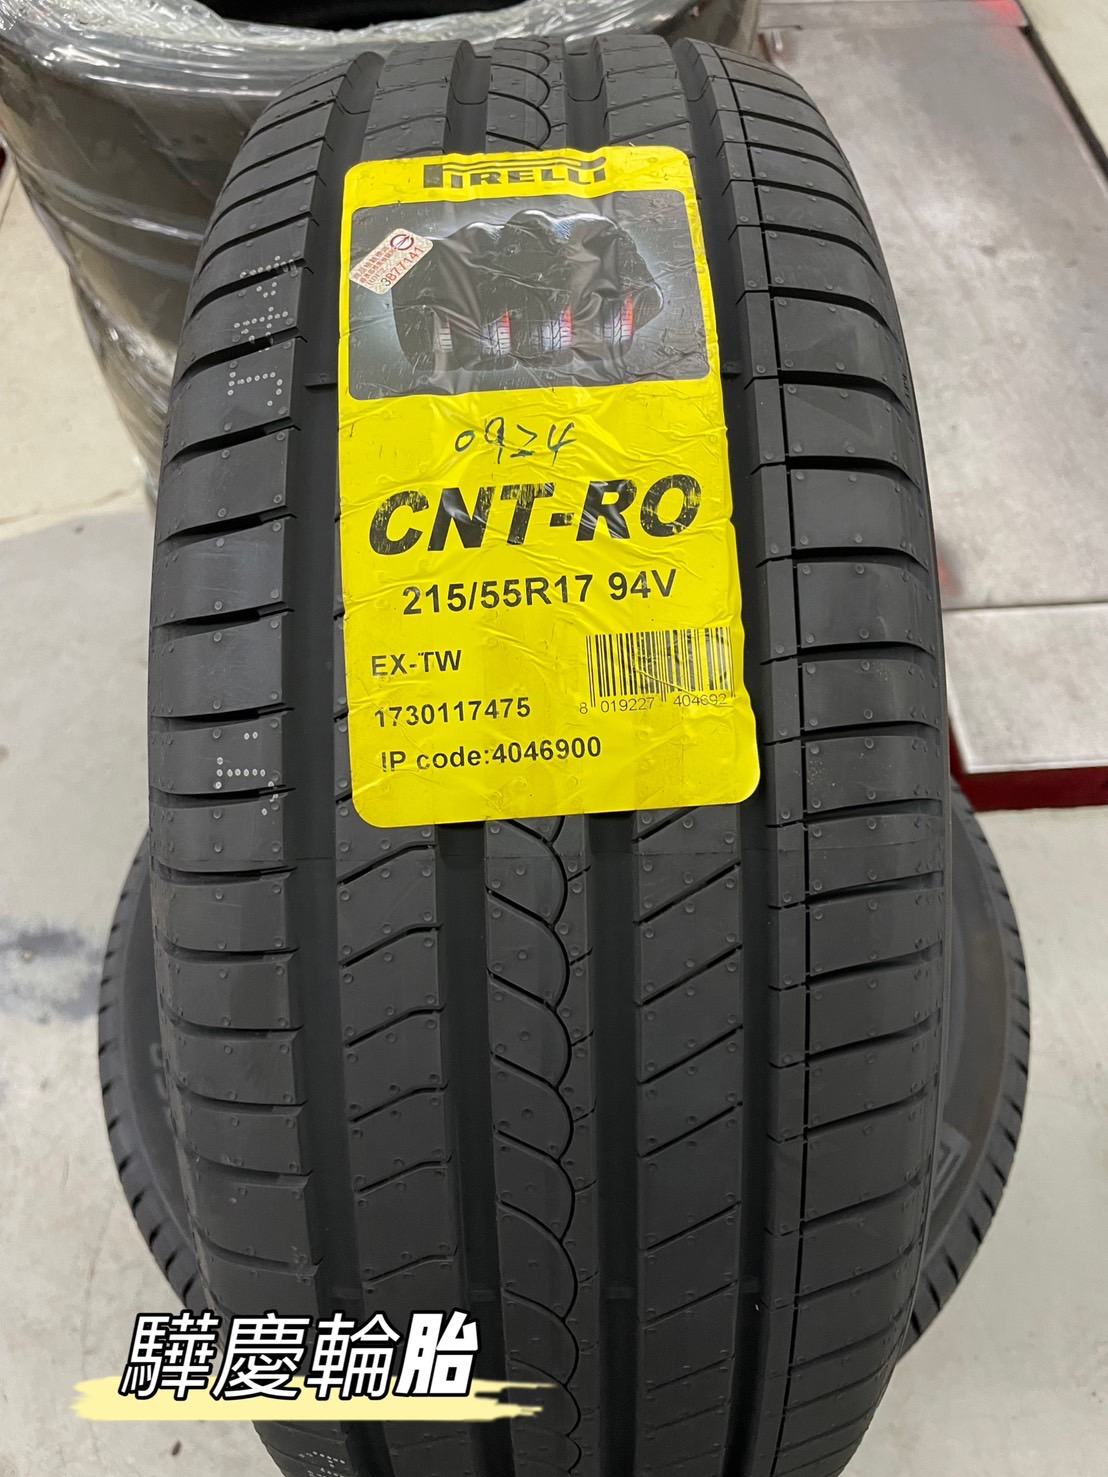 PIRELLI
3B77141
0924
CNT-RO
215/55R17 94V
EX-TW
1730117475
IP code:4046900
8 019227 404692
驊慶輪胎